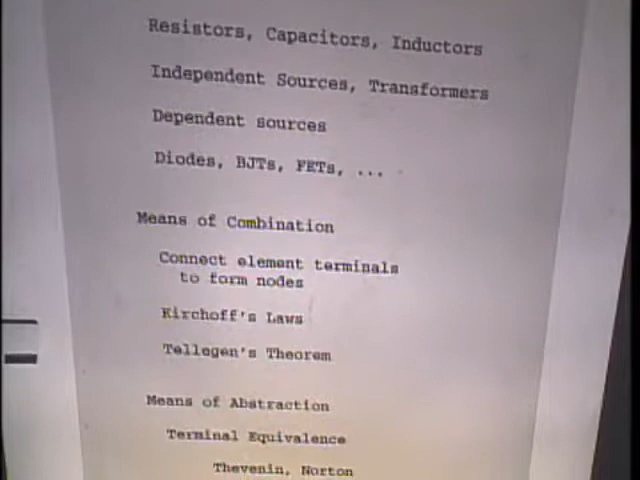 Resistors, Capacitors, Inductors
Independent Sources, Transformers
Dependent sources
Diodes, BJTs, FETs, ...
Means of Combination
Connect element terminals
to form nodes
Kirchoff's Laws
Tellegen's Theorem
Means of Abstraction
Terminal Equivalence
Thevenin, Norton